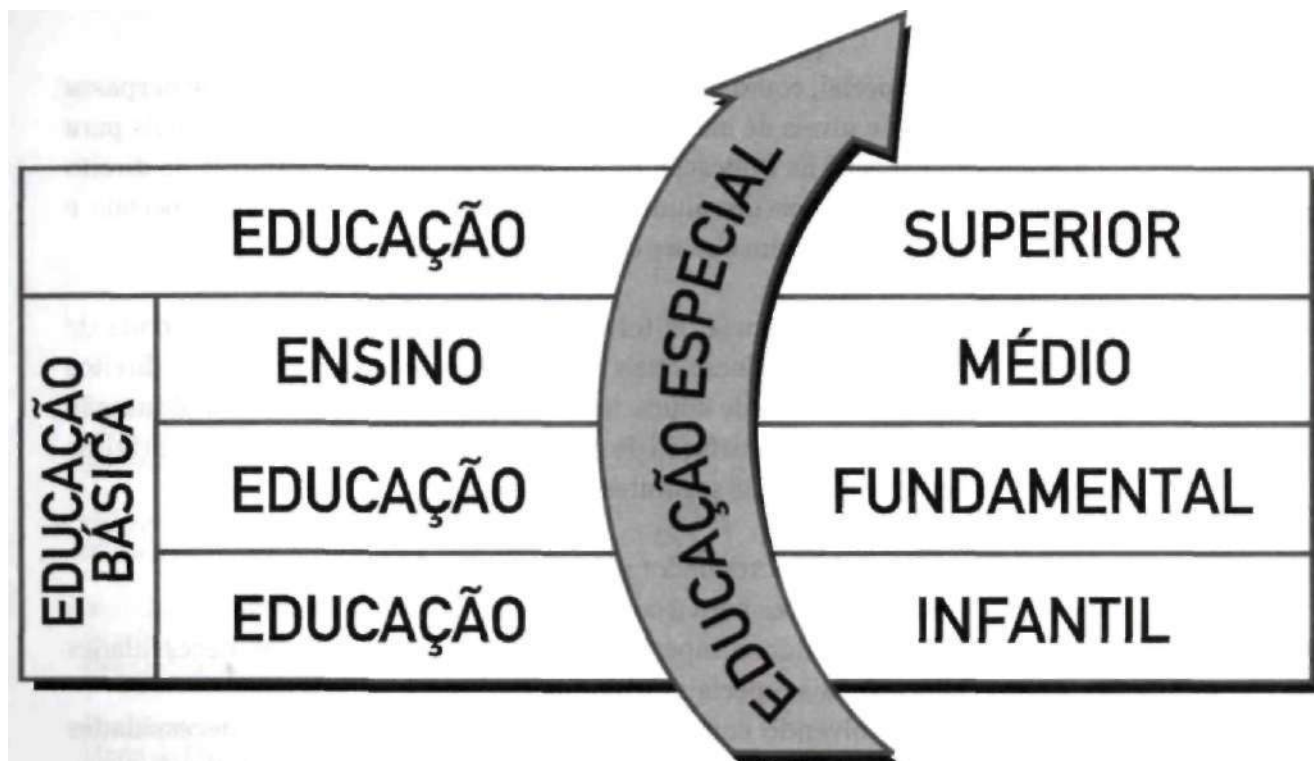 EDUCAÇÃO SUPERIOR
ENSINO MÉDIO
EDUCAÇÃO FUNDAMENTAL
EDUCAÇÃO INFANTIL
EDUCAÇÃO
BÁSICA
EDUCAÇÃO ESPECIAL